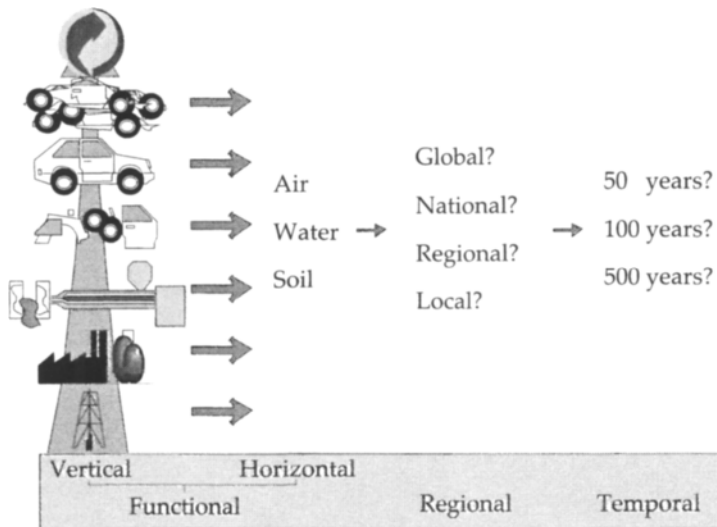 Air
Water
Soil
Global?
National?
Regional?
Local?
50 years?
100 years?
500 years?
Vertical
Horizontal
Functional
Regional
Temporal